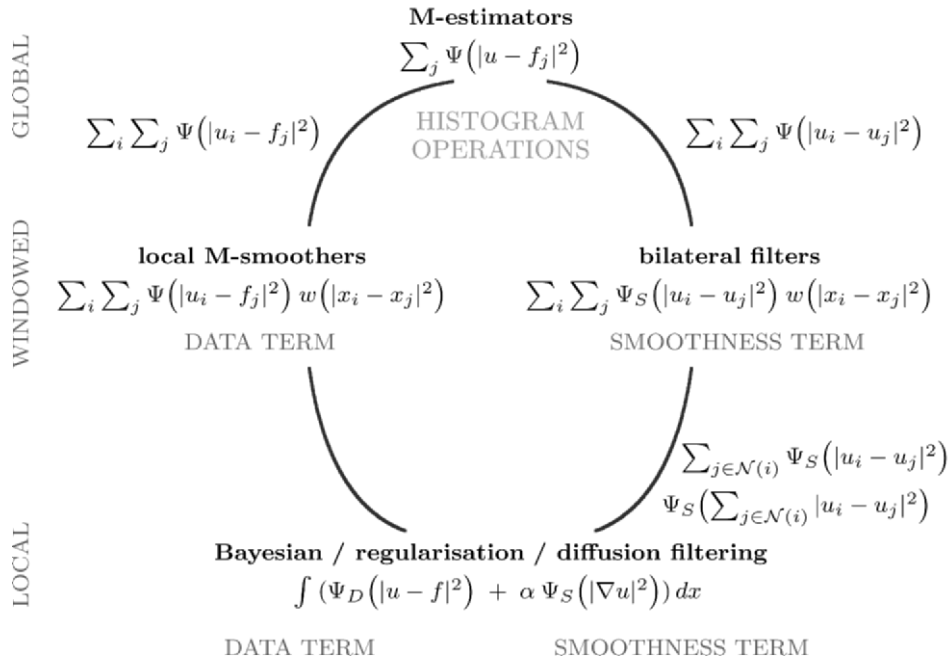 M-estimators
∑_j Ψ(|u − f_j|²)
GLOBAL
∑_i ∑_j Ψ(|u_i − f_j|²)
HISTOGRAM
OPERATIONS
∑_i ∑_j Ψ(|u_i − u_j|²)
WINDOWED
local M-smoothers
∑_i ∑_j Ψ(|u_i − f_j|²) w(|x_i − x_j|²)
DATA TERM
bilateral filters
∑_i ∑_j Ψ_S(|u_i − u_j|²) w(|x_i − x_j|²)
SMOOTHNESS TERM
∑_{j∈𝒩(i)} Ψ_S(|u_i − u_j|²)
Ψ_S(∑_{j∈𝒩(i)} |u_i − u_j|²)
LOCAL
Bayesian / regularisation / diffusion filtering
∫ (Ψ_D(|u − f|²) + α Ψ_S(|∇u|²)) dx
DATA TERM
SMOOTHNESS TERM